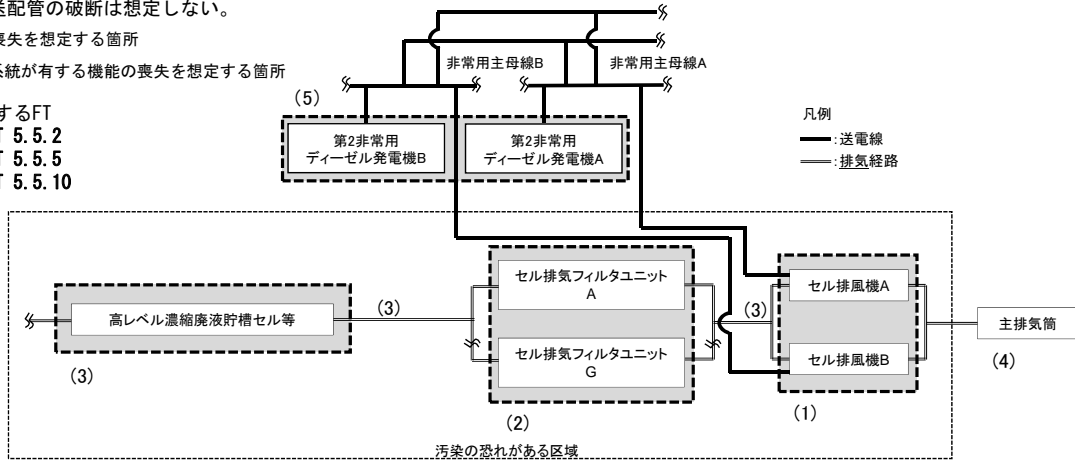 送配管の破断は想定しない。
喪失を想定する箇所
系統が有する機能の喪失を想定する箇所
するFT
5.5.2
5.5.5
5.5.10
非常用主母線B
非常用主母線A
(5)
第2非常用
ディーゼル発電機B
第2非常用
ディーゼル発電機A
凡例
:送電線
:排気経路
セル排気フィルタユニット
A
セル排風機A
高レベル濃縮廃液貯槽セル等
(3)
(3)
主排気筒
セル排気フィルタユニット
G
セル排風機B
(3)
(4)
(2)
(1)
汚染の恐れがある区域